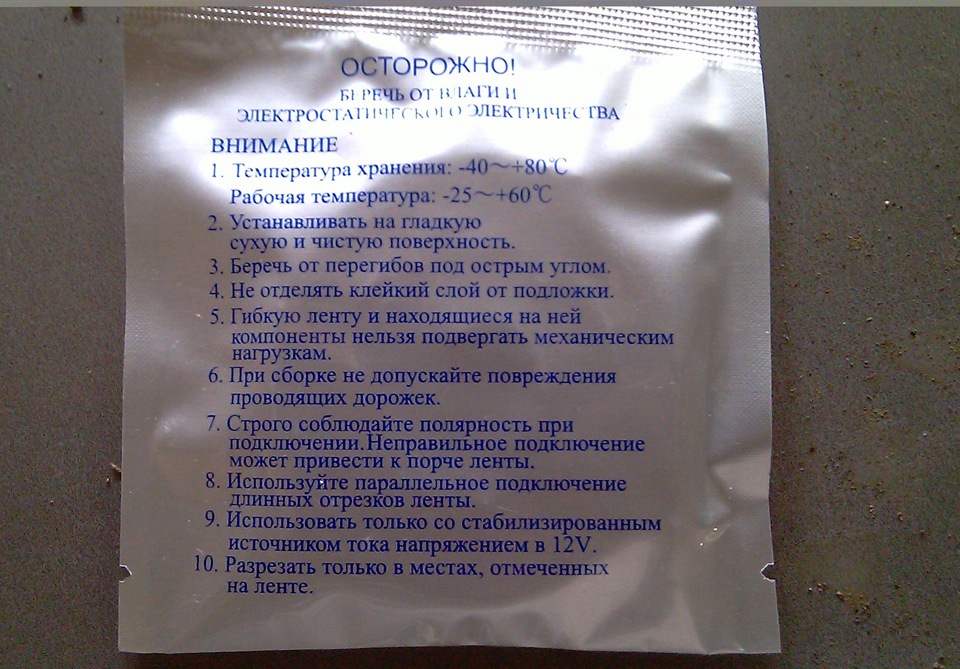 ОСТОРОЖНО!
БЕРЕЧЬ ОТ ВЛАГИ И
ЭЛЕКТРОСТАТИЧЕСКОГО ЭЛЕКТРИЧЕСТВА
ВНИМАНИЕ
1. Температура хранения: -40～+80℃
Рабочая температура: -25～+60℃
2. Устанавливать на гладкую
сухую и чистую поверхность.
3. Беречь от перегибов под острым углом.
4. Не отделять клейкий слой от подложки.
5. Гибкую ленту и находящиеся на ней
компоненты нельзя подвергать механическим
нагрузкам.
6. При сборке не допускайте повреждения
проводящих дорожек.
7. Строго соблюдайте полярность при
подключении.Неправильное подключение
может привести к порче ленты.
8. Используйте параллельное подключение
длинных отрезков ленты.
9. Использовать только со стабилизированным
источником тока напряжением в 12V.
10. Разрезать только в местах, отмеченных
на ленте.